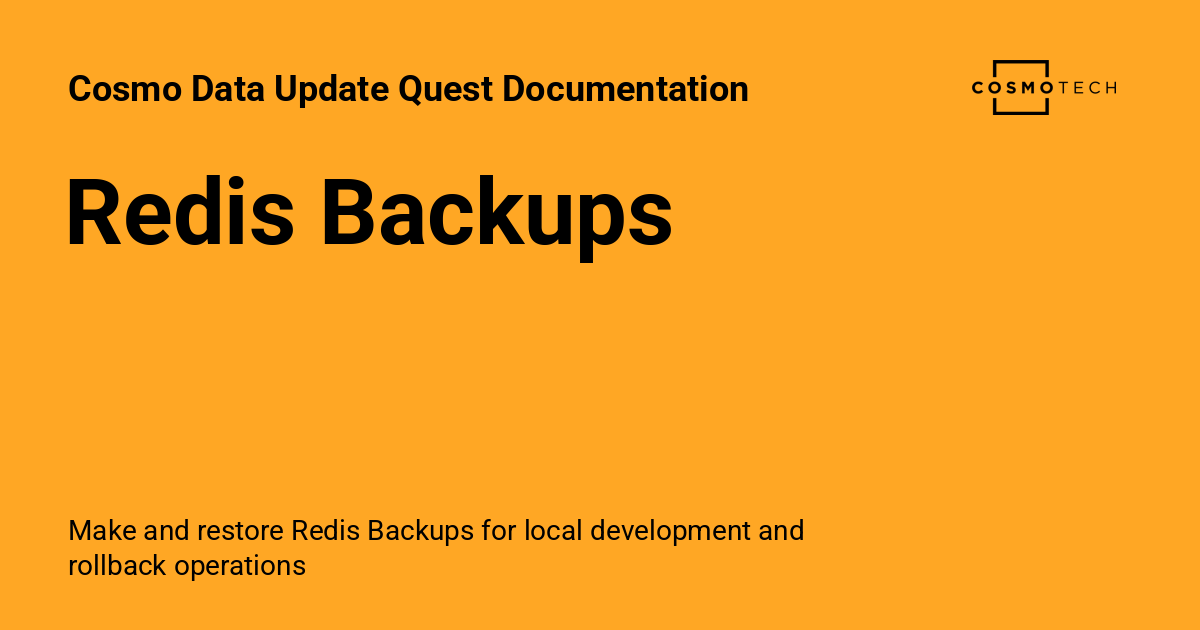 Cosmo Data Update Quest Documentation
COSMOTECH
Redis Backups
Make and restore Redis Backups for local development and
rollback operations